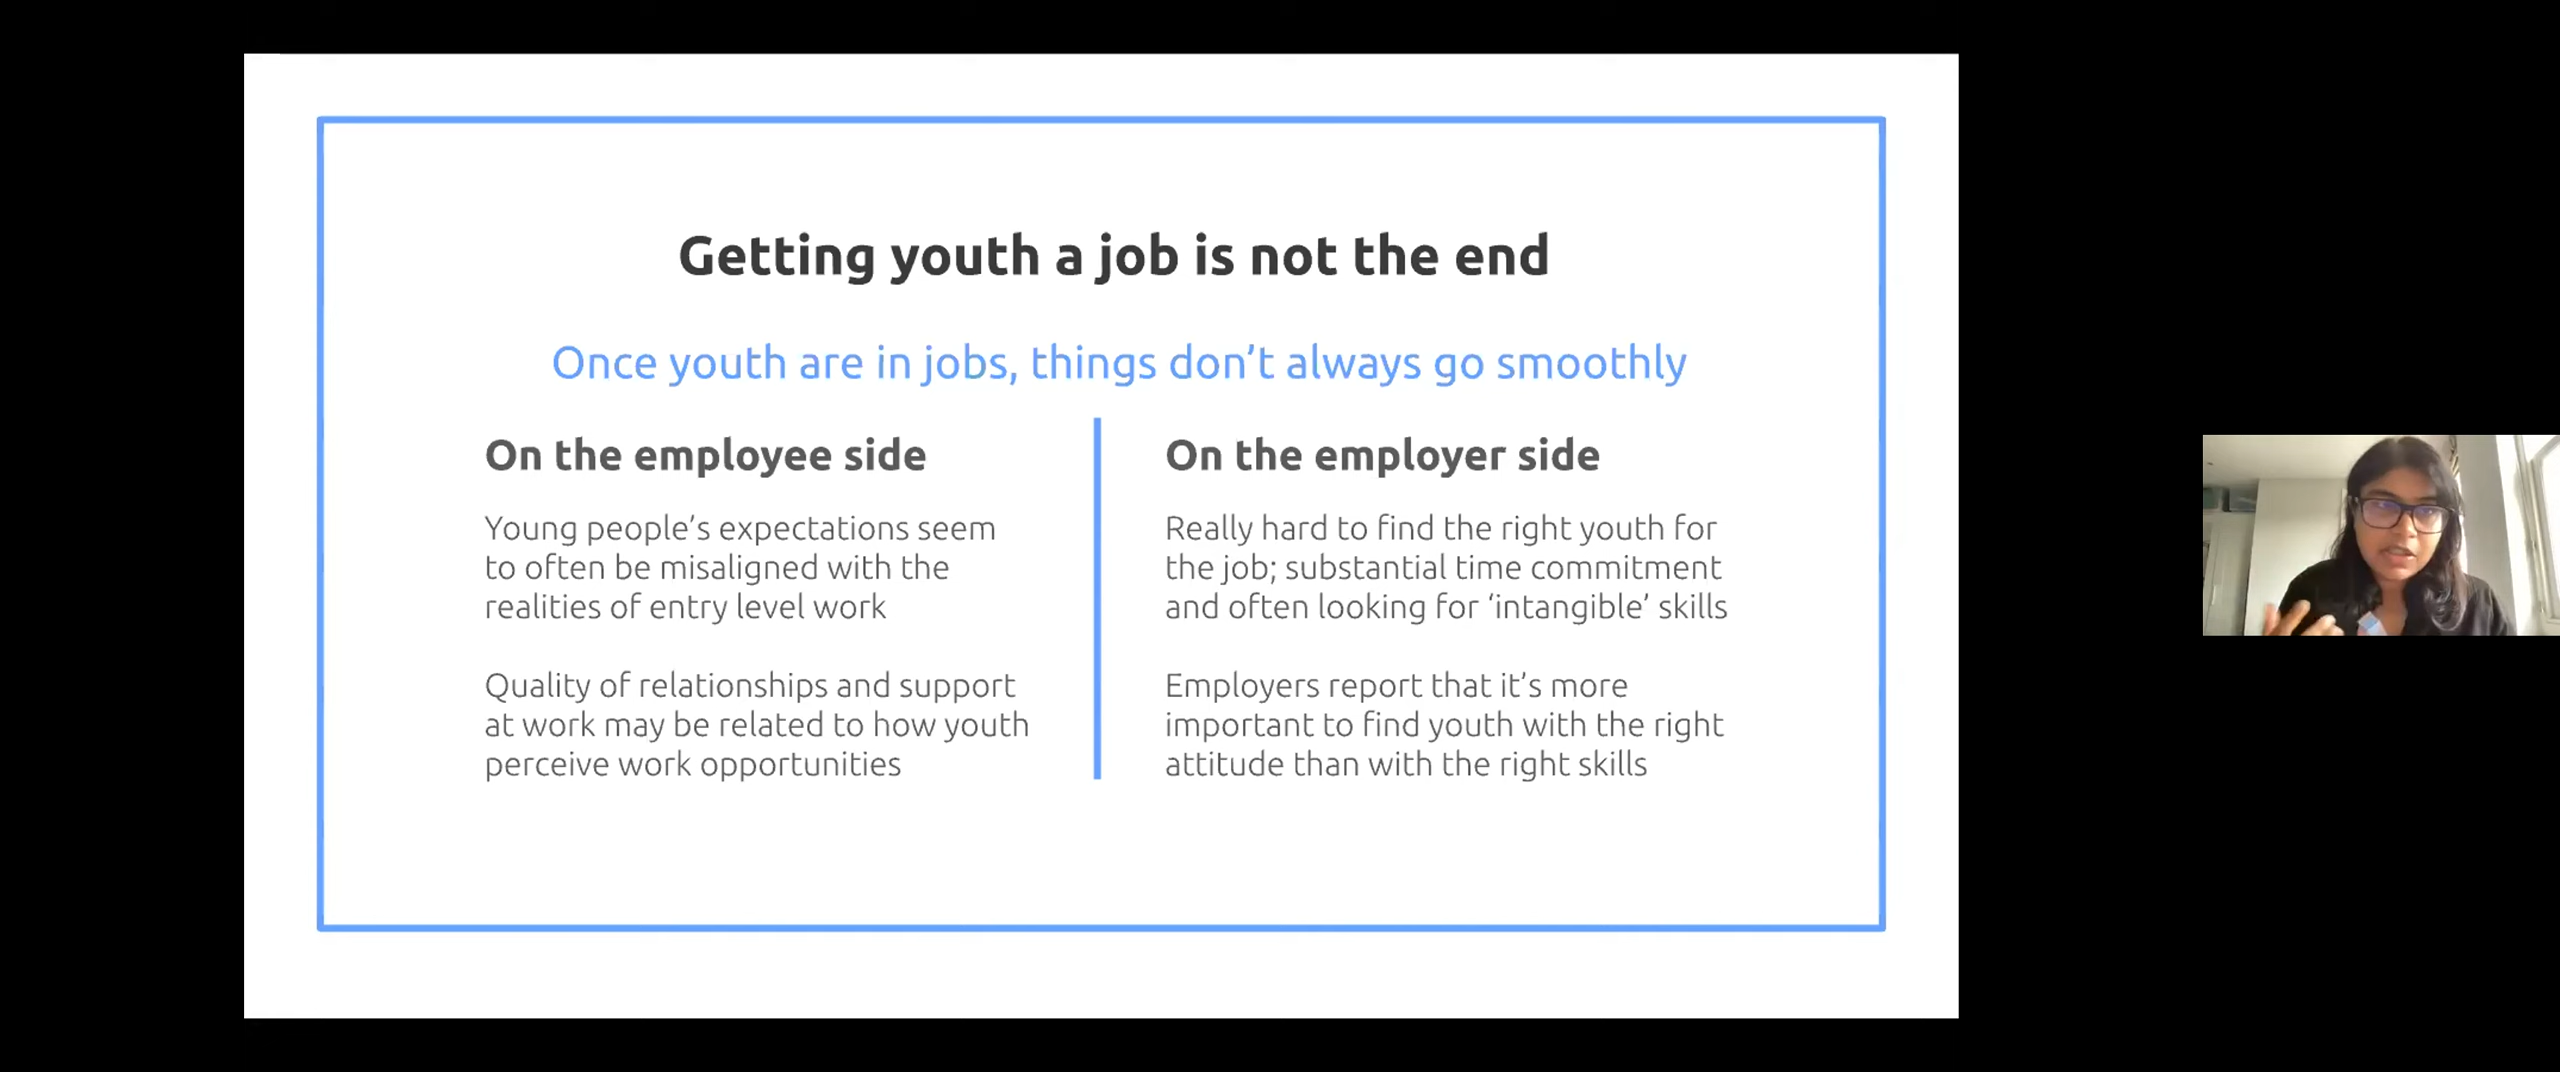 Getting youth a job is not the end
Once youth are in jobs, things don’t always go smoothly
On the employee side
Young people’s expectations seem
to often be misaligned with the
realities of entry level work
Quality of relationships and support
at work may be related to how youth
perceive work opportunities
On the employer side
Really hard to find the right youth for
the job; substantial time commitment
and often looking for ‘intangible’ skills
Employers report that it’s more
important to find youth with the right
attitude than with the right skills